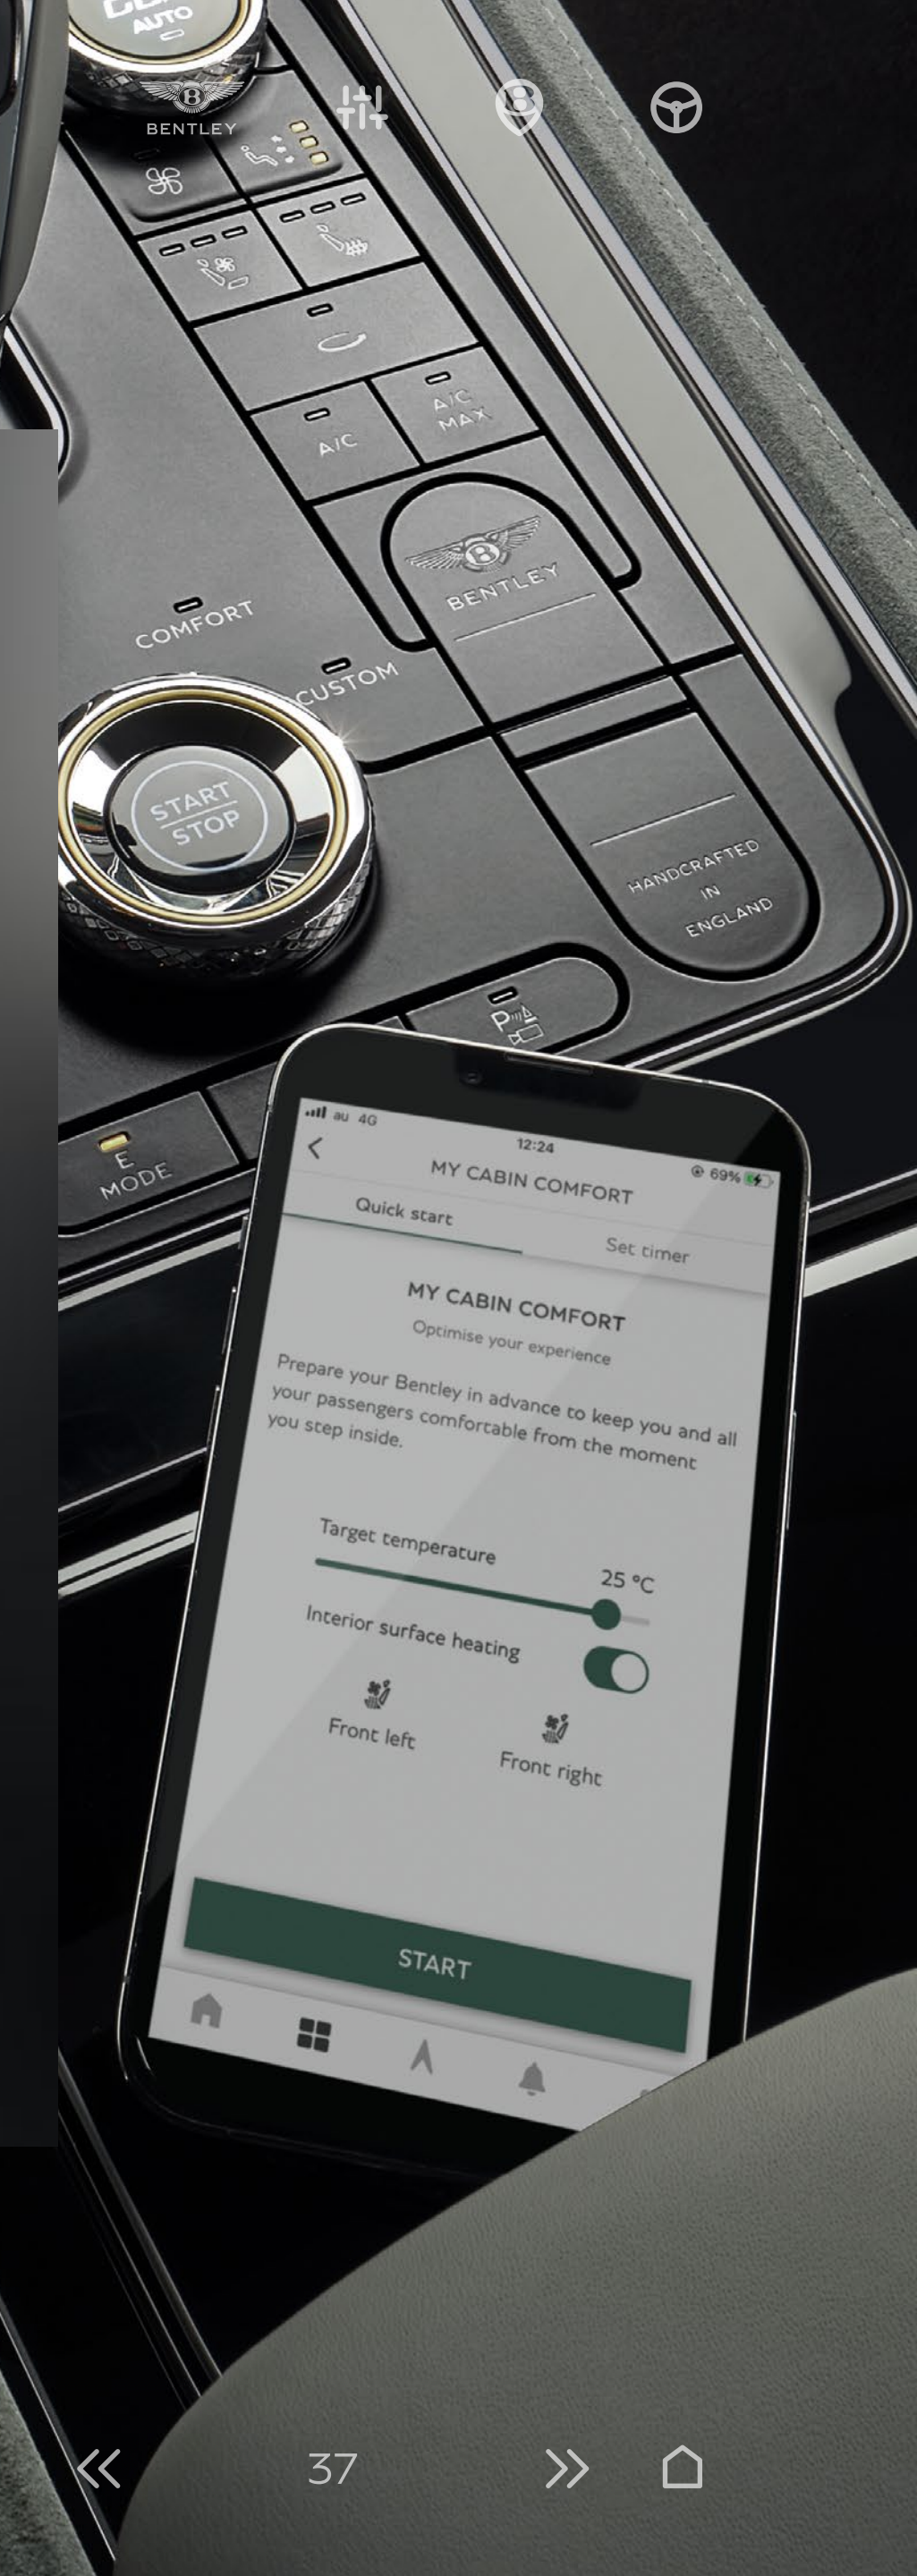 AUTO
BENTLEY
A/C
A/C
MAX
BENTLEY
COMFORT
CUSTOM
START
STOP
HANDCRAFTED
IN
ENGLAND
P
E
MODE
au 4G
12:24
69%
MY CABIN COMFORT
Quick start
Set timer
MY CABIN COMFORT
Optimise your experience
Prepare your Bentley in advance to keep you and all
your passengers comfortable from the moment
you step inside.
Target temperature
25 °C
Interior surface heating
Front left
Front right
START
37